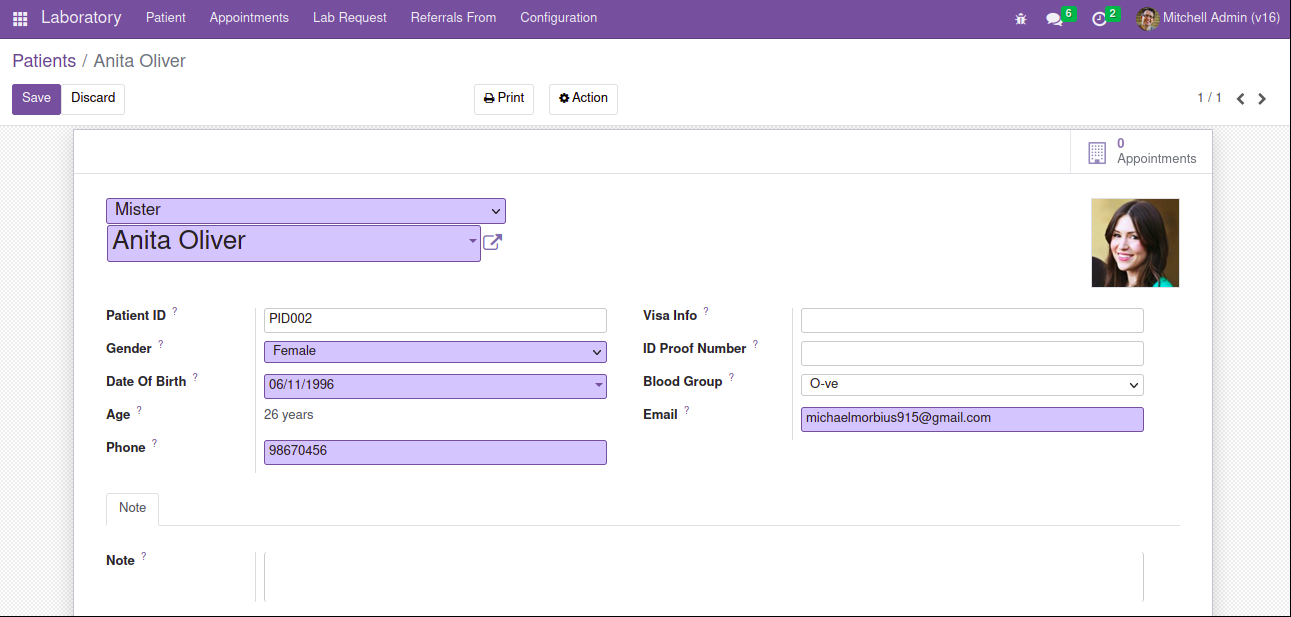 Laboratory Patient Appointments Lab Request Referrals From Configuration 6 2 Mitchell Admin (v16)
Patients / Anita Oliver
Save Discard Print Action 1 / 1
0
Appointments
Mister
Anita Oliver
Patient ID ? PID002 Visa Info ?
Gender ? Female ID Proof Number ?
Date Of Birth ? 06/11/1996 Blood Group ? O-ve
Age ? 26 years Email ? michaelmorbius915@gmail.com
Phone ? 98670456
Note
Note ?